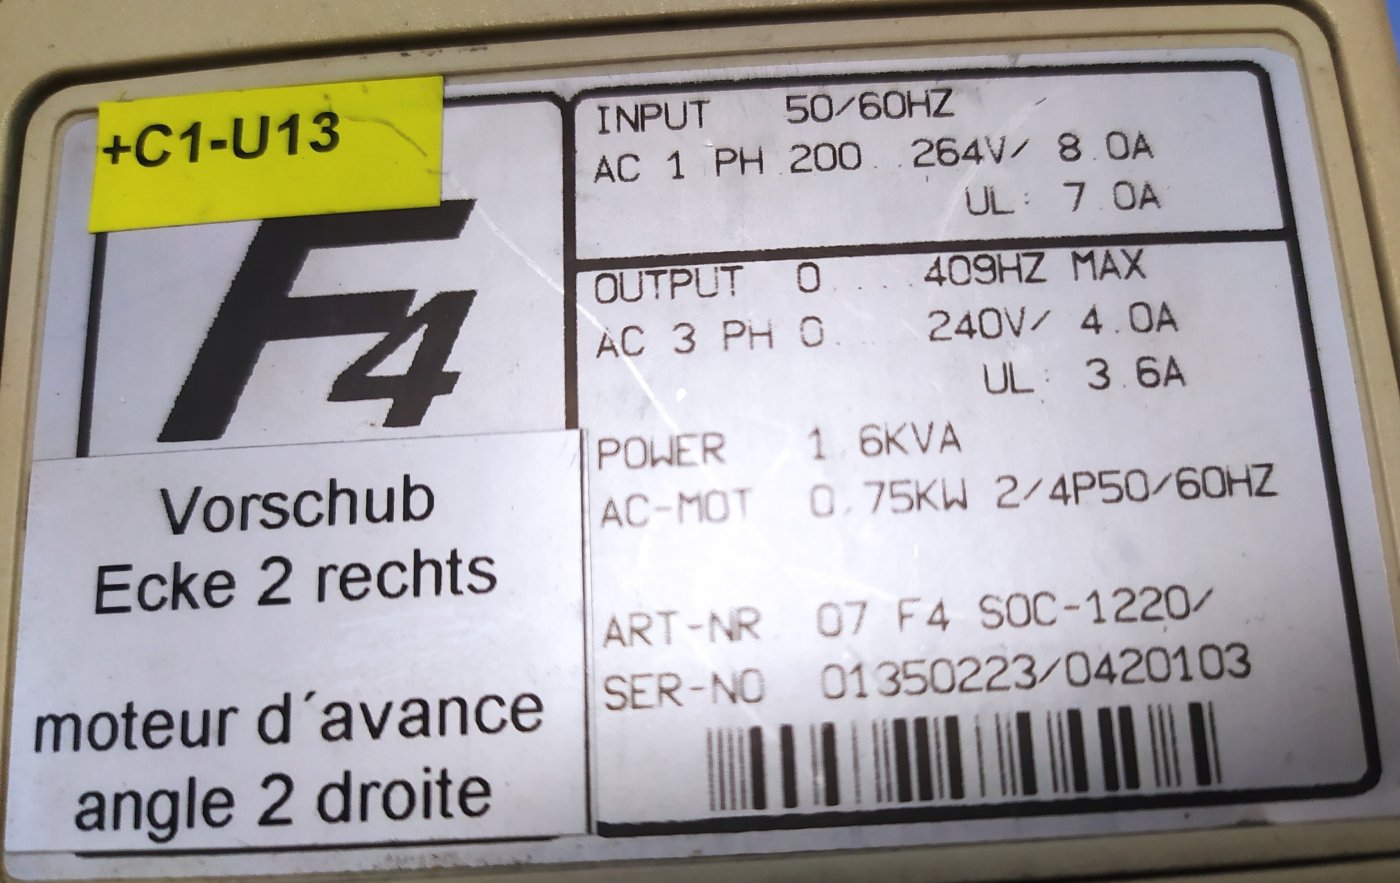 +C1-U13
F4
Vorschub
Ecke 2 rechts
moteur d´avance
angle 2 droite
INPUT 50/60HZ
AC 1 PH 200...264V/ 8.0A
UL: 7.0A
OUTPUT 0.....409HZ MAX
AC 3 PH 0.....240V/ 4.0A
UL: 3.6A
POWER 1.6KVA
AC-MOT 0.75KW 2/4P50/60HZ
ART-NR 07 F4 S0C-1220/
SER-NO 01350223/0420103